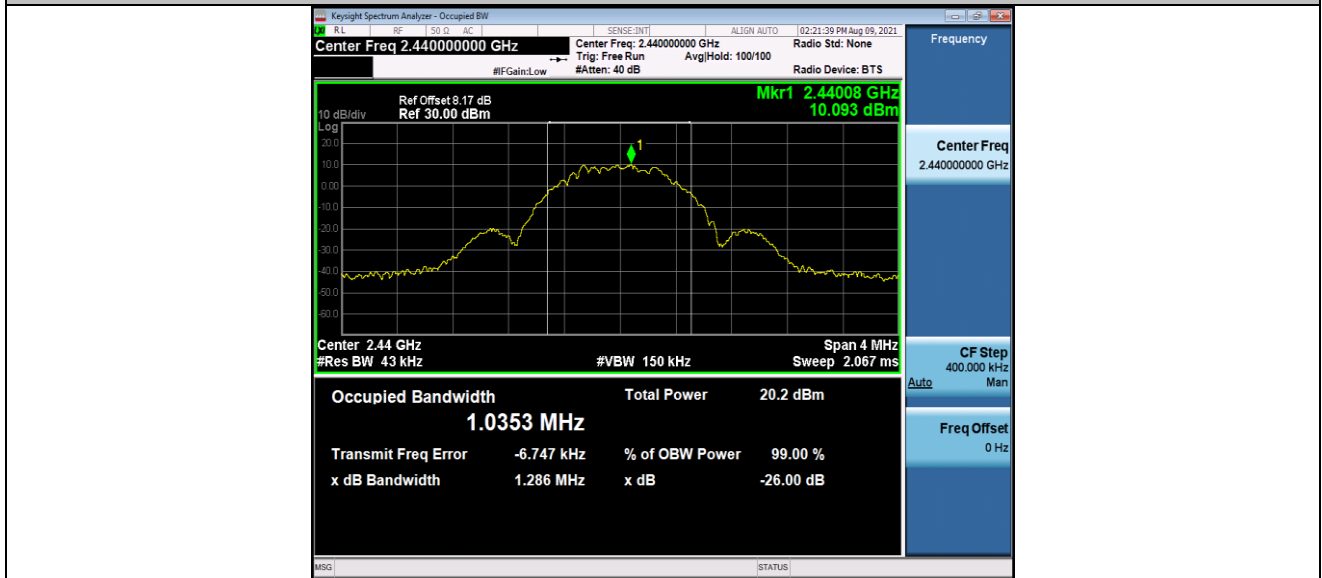 Keysight Spectrum Analyzer - Occupied BW
RL RF 50 Ω AC SENSE:INT ALIGN AUTO 02:21:39 PM Aug 09, 2021
Center Freq 2.440000000 GHz
Center Freq: 2.440000000 GHz
Radio Std: None
Trig: Free Run
Avg|Hold: 100/100
#IFGain:Low
#Atten: 40 dB
Radio Device: BTS
Frequency
Ref Offset 8.17 dB
Mkr1 2.44008 GHz
10 dB/div
Ref 30.00 dBm
10.093 dBm
Log
20.0
10.0
0.00
-10.0
-20.0
-30.0
-40.0
-50.0
-60.0
1
Center 2.44 GHz
Span 4 MHz
#Res BW 43 kHz
#VBW 150 kHz
Sweep 2.067 ms
Occupied Bandwidth
Total Power 20.2 dBm
1.0353 MHz
Transmit Freq Error -6.747 kHz
% of OBW Power 99.00 %
x dB Bandwidth 1.286 MHz
x dB -26.00 dB
Center Freq
2.440000000 GHz
CF Step
400.000 kHz
Auto Man
Freq Offset
0 Hz
MSG STATUS